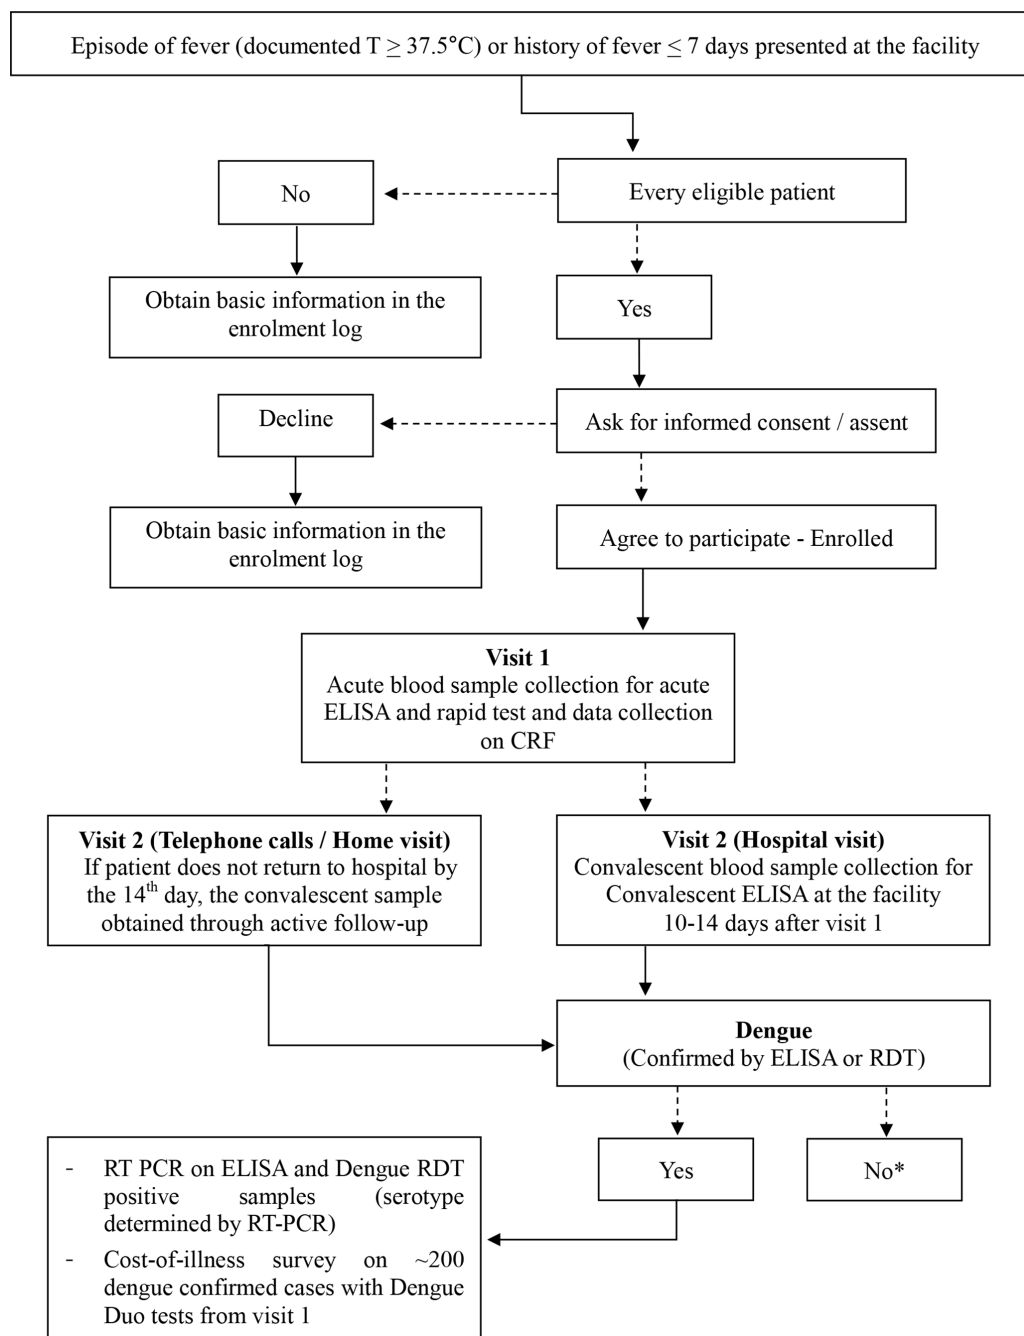 Episode of fever (documented T ≥ 37.5°C) or history of fever ≤ 7 days presented at the facility
No
Every eligible patient
Obtain basic information in the
enrolment log
Yes
Decline
Ask for informed consent / assent
Obtain basic information in the
enrolment log
Agree to participate - Enrolled
Visit 1
Acute blood sample collection for acute
ELISA and rapid test and data collection
on CRF
Visit 2 (Telephone calls / Home visit)
If patient does not return to hospital by
the 14th day, the convalescent sample
obtained through active follow-up
Visit 2 (Hospital visit)
Convalescent blood sample collection for
Convalescent ELISA at the facility
10-14 days after visit 1
Dengue
(Confirmed by ELISA or RDT)
Yes
No*
- RT PCR on ELISA and Dengue RDT
positive samples (serotype
determined by RT-PCR)
- Cost-of-illness survey on ~200
dengue confirmed cases with Dengue
Duo tests from visit 1